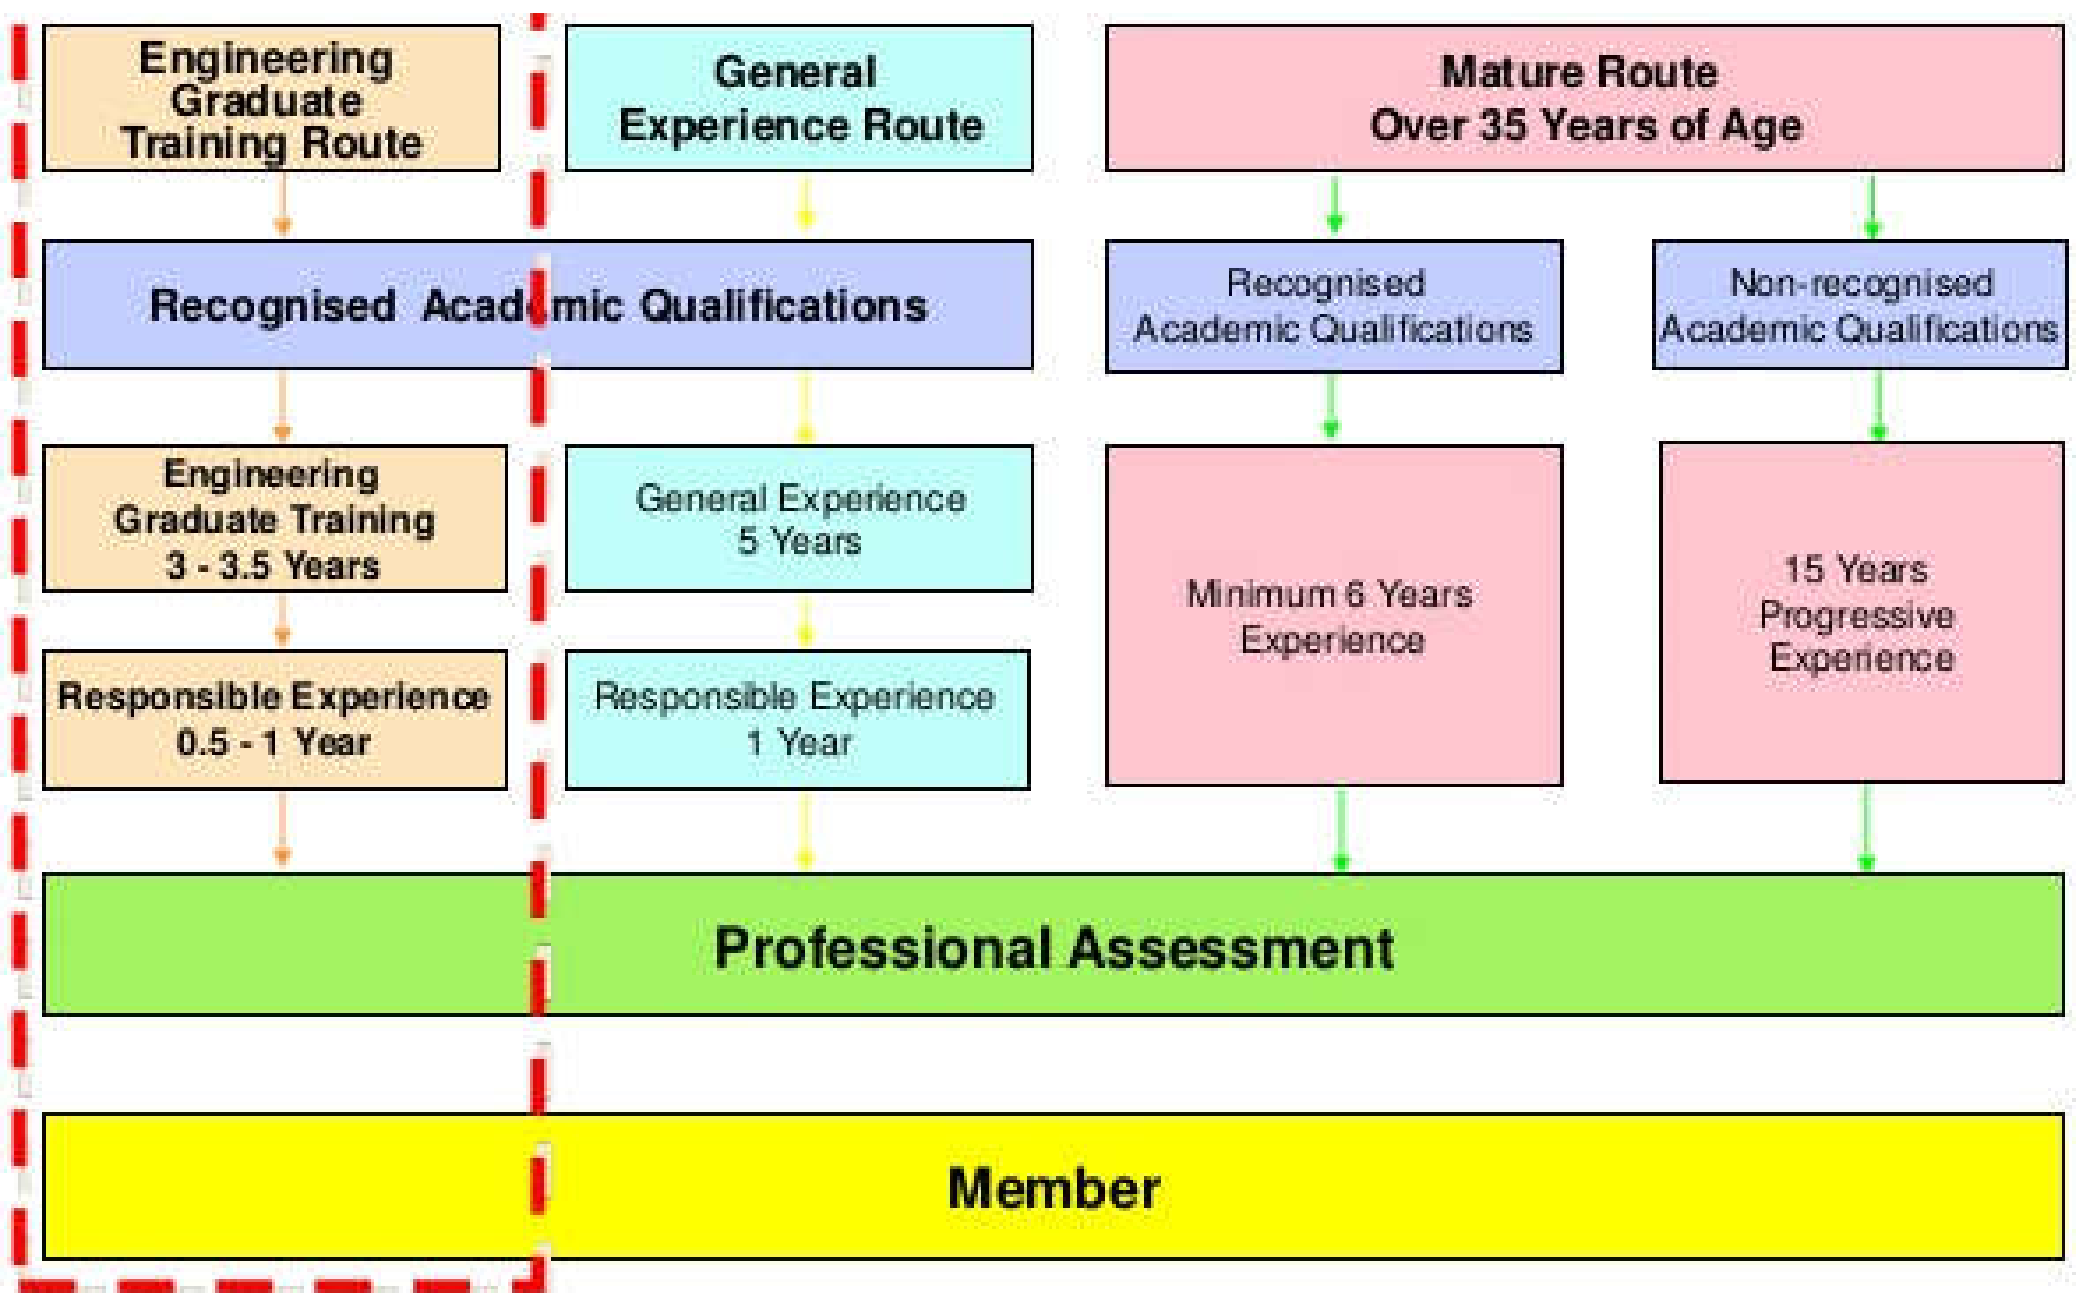 Engineering
Graduate
Training Route
General
Experience Route
Mature Route
Over 35 Years of Age
Recognised Academic Qualifications
Recognised
Academic Qualifications
Non-recognised
Academic Qualifications
Engineering
Graduate Training
3 - 3.5 Years
General Experience
5 Years
Minimum 6 Years
Experience
15 Years
Progressive
Experience
Responsible Experience
0.5 - 1 Year
Responsible Experience
1 Year
Professional Assessment
Member